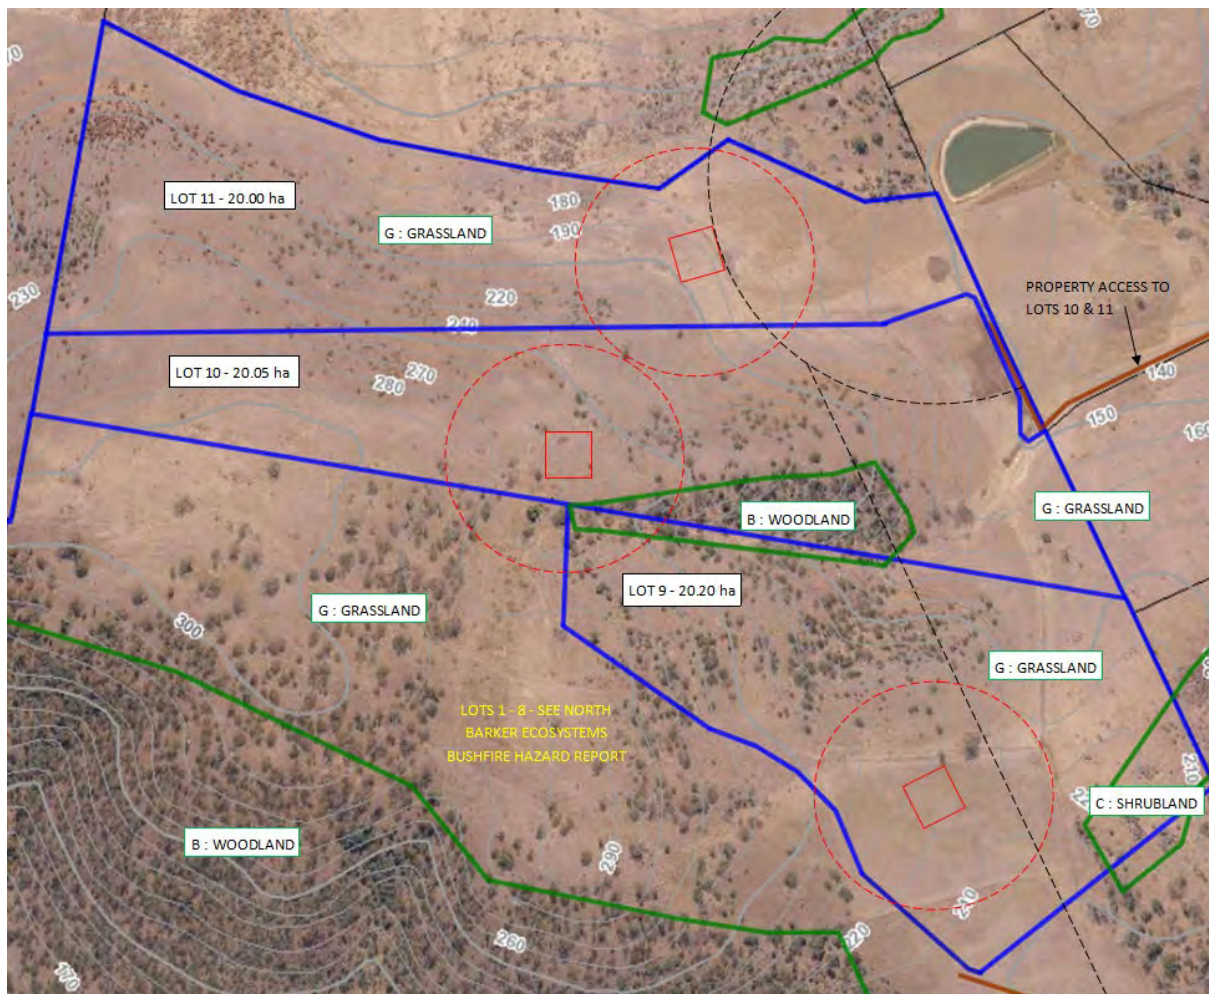 70
70
LOT 11 - 20.00 ha
180
G : GRASSLAND
190
230
220
PROPERTY ACCESS TO
LOTS 10 & 11
240
LOT 10 - 20.05 ha
270
280
140
150
160
G : GRASSLAND
B : WOODLAND
LOT 9 - 20.20 ha
G : GRASSLAND
300
G : GRASSLAND
LOTS 1 - 8 - SEE NORTH
BARKER ECOSYSTEMS
BUSHFIRE HAZARD REPORT
210
C : SHRUBLAND
B : WOODLAND
290
210
220
260
170